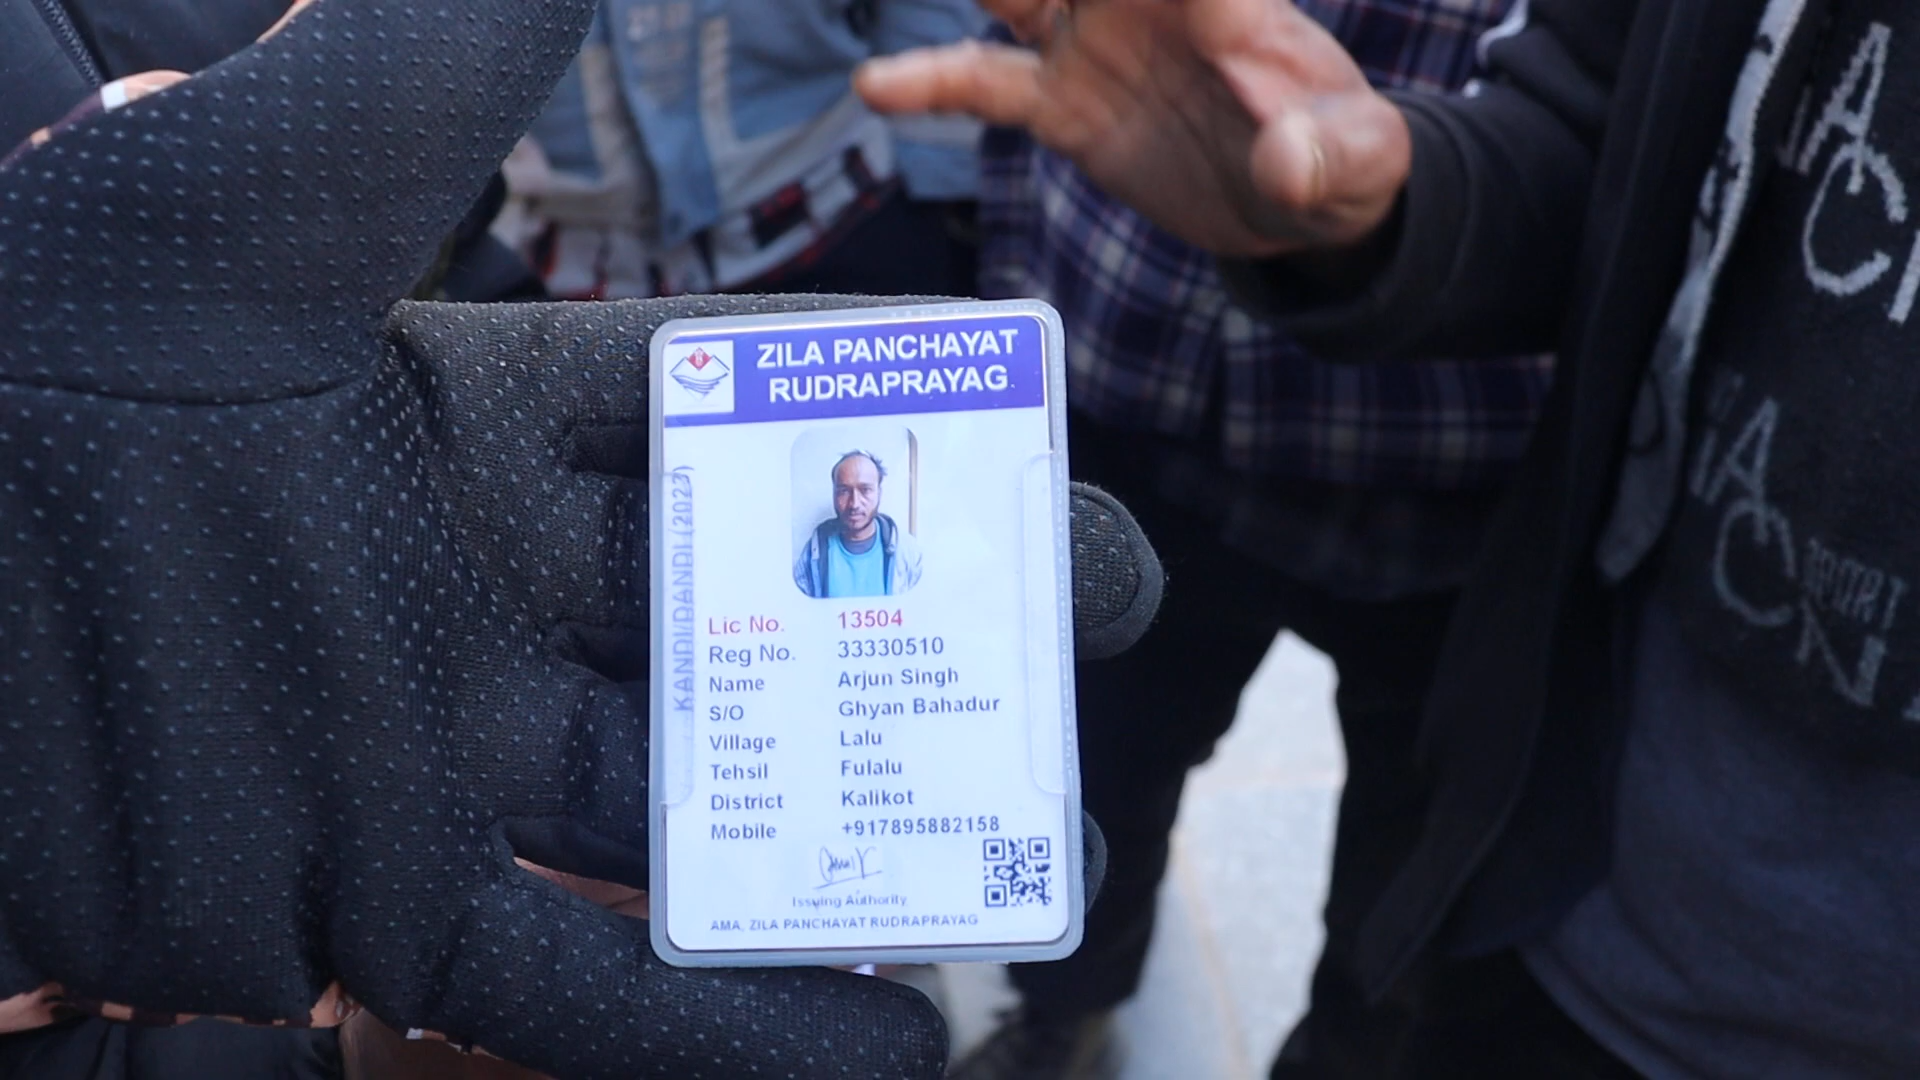 ZILA PANCHAYAT
RUDRAPRAYAG
KANDI/DANDI (2023)
Lic No. 13504
Reg No. 33330510
Name Arjun Singh
S/O Ghyan Bahadur
Village Lalu
Tehsil Fulalu
District Kalikot
Mobile +917895882158
Issuing Authority
AMA, ZILA PANCHAYAT RUDRAPRAYAG